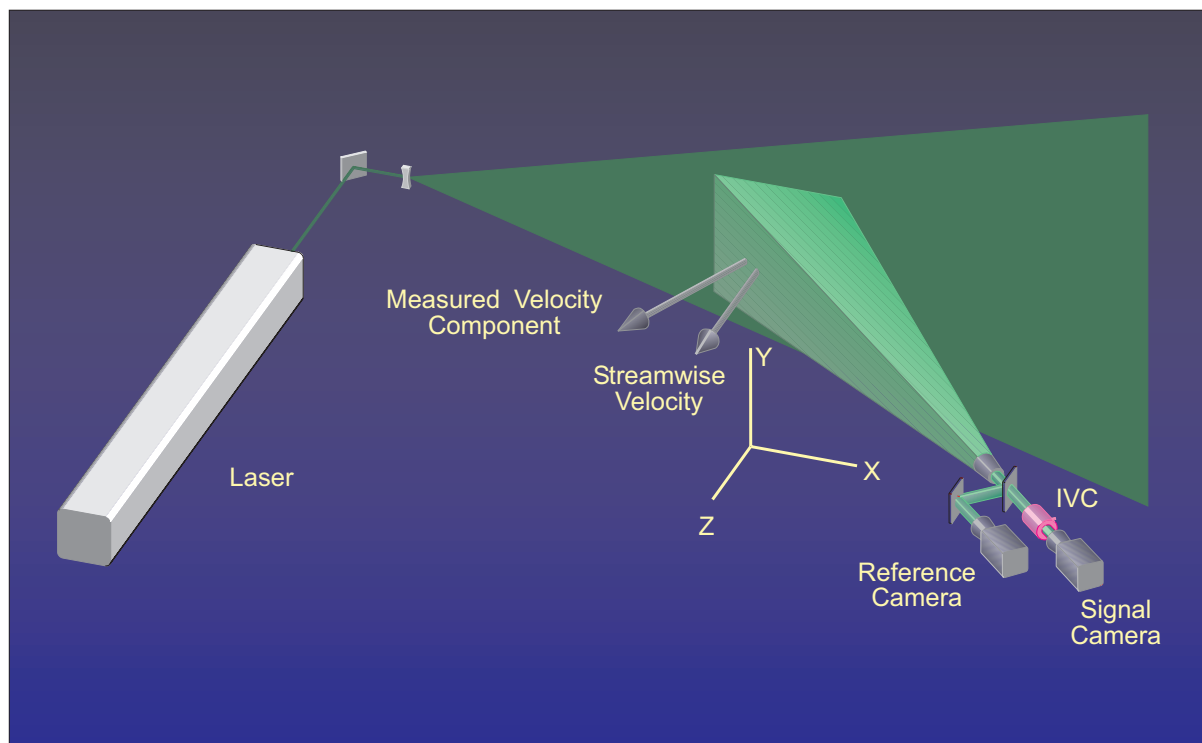 Measured Velocity
Component
Streamwise
Velocity
Y
X
Z
Laser
IVC
Reference
Camera
Signal
Camera